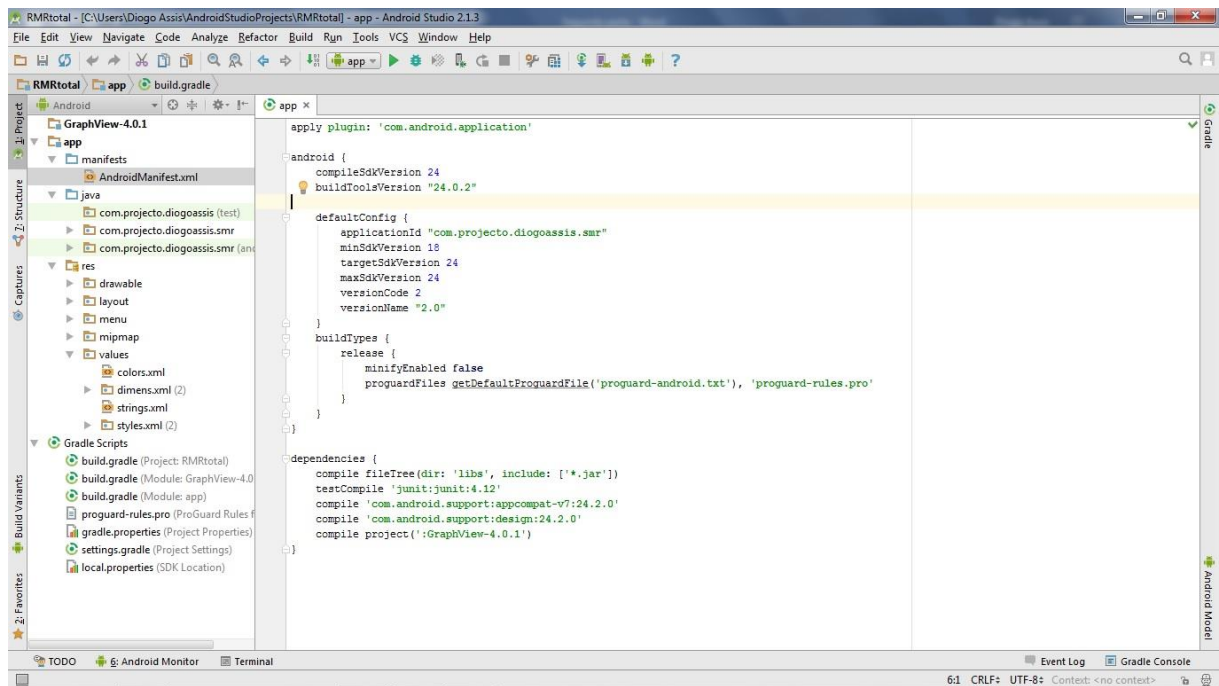 RMRtotal - [C:\Users\Diogo Assis\AndroidStudioProjects\RMRtotal] - app - Android Studio 2.1.3
File Edit View Navigate Code Analyze Refactor Build Run Tools VCS Window Help
app
RMRtotal app build.gradle
1: Project
7: Structure
Captures
Build Variants
2: Favorites
Android
GraphView-4.0.1
app
manifests
AndroidManifest.xml
java
com.projecto.diogoassis (test)
com.projecto.diogoassis.smr
com.projecto.diogoassis.smr (and
res
drawable
layout
menu
mipmap
values
colors.xml
dimens.xml (2)
strings.xml
styles.xml (2)
Gradle Scripts
build.gradle (Project: RMRtotal)
build.gradle (Module: GraphView-4.0
build.gradle (Module: app)
proguard-rules.pro (ProGuard Rules f
gradle.properties (Project Properties)
settings.gradle (Project Settings)
local.properties (SDK Location)
app
apply plugin: 'com.android.application'
android {
compileSdkVersion 24
buildToolsVersion "24.0.2"
defaultConfig {
applicationId "com.projecto.diogoassis.smr"
minSdkVersion 18
targetSdkVersion 24
maxSdkVersion 24
versionCode 2
versionName "2.0"
}
buildTypes {
release {
minifyEnabled false
proguardFiles getDefaultProguardFile('proguard-android.txt'), 'proguard-rules.pro'
}
}
}
dependencies {
compile fileTree(dir: 'libs', include: ['*.jar'])
testCompile 'junit:junit:4.12'
compile 'com.android.support:appcompat-v7:24.2.0'
compile 'com.android.support:design:24.2.0'
compile project(':GraphView-4.0.1')
}
Gradle
Android Model
TODO 6: Android Monitor Terminal Event Log Gradle Console
6:1 CRLF UTF-8 Context: <no context>